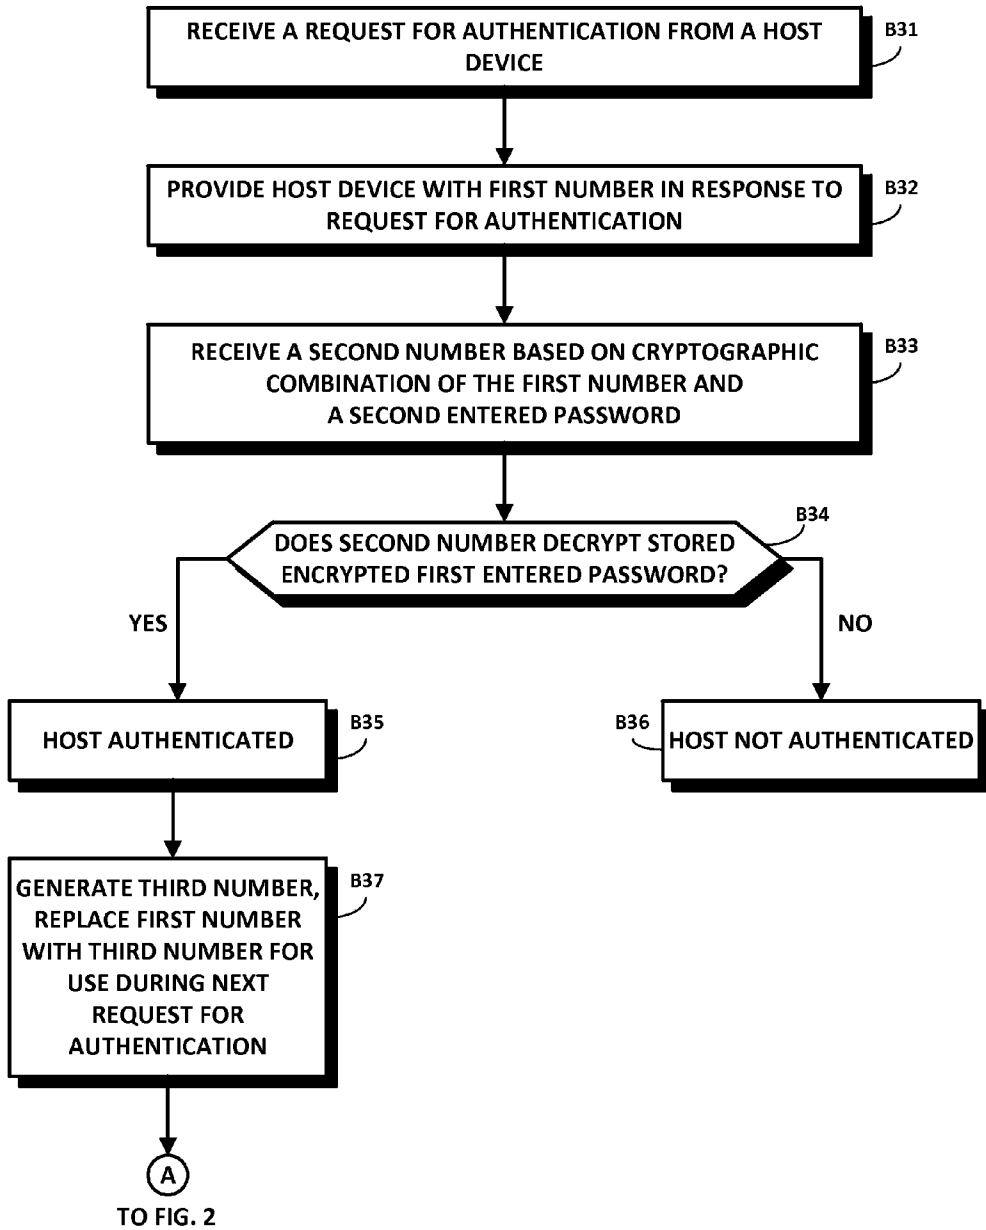 RECEIVE A REQUEST FOR AUTHENTICATION FROM A HOST
DEVICE
B31
PROVIDE HOST DEVICE WITH FIRST NUMBER IN RESPONSE TO
REQUEST FOR AUTHENTICATION
B32
RECEIVE A SECOND NUMBER BASED ON CRYPTOGRAPHIC
COMBINATION OF THE FIRST NUMBER AND
A SECOND ENTERED PASSWORD
B33
DOES SECOND NUMBER DECRYPT STORED
ENCRYPTED FIRST ENTERED PASSWORD?
B34
YES
NO
HOST AUTHENTICATED
B35
B36
HOST NOT AUTHENTICATED
GENERATE THIRD NUMBER,
REPLACE FIRST NUMBER
WITH THIRD NUMBER FOR
USE DURING NEXT
REQUEST FOR
AUTHENTICATION
B37
A
TO FIG. 2